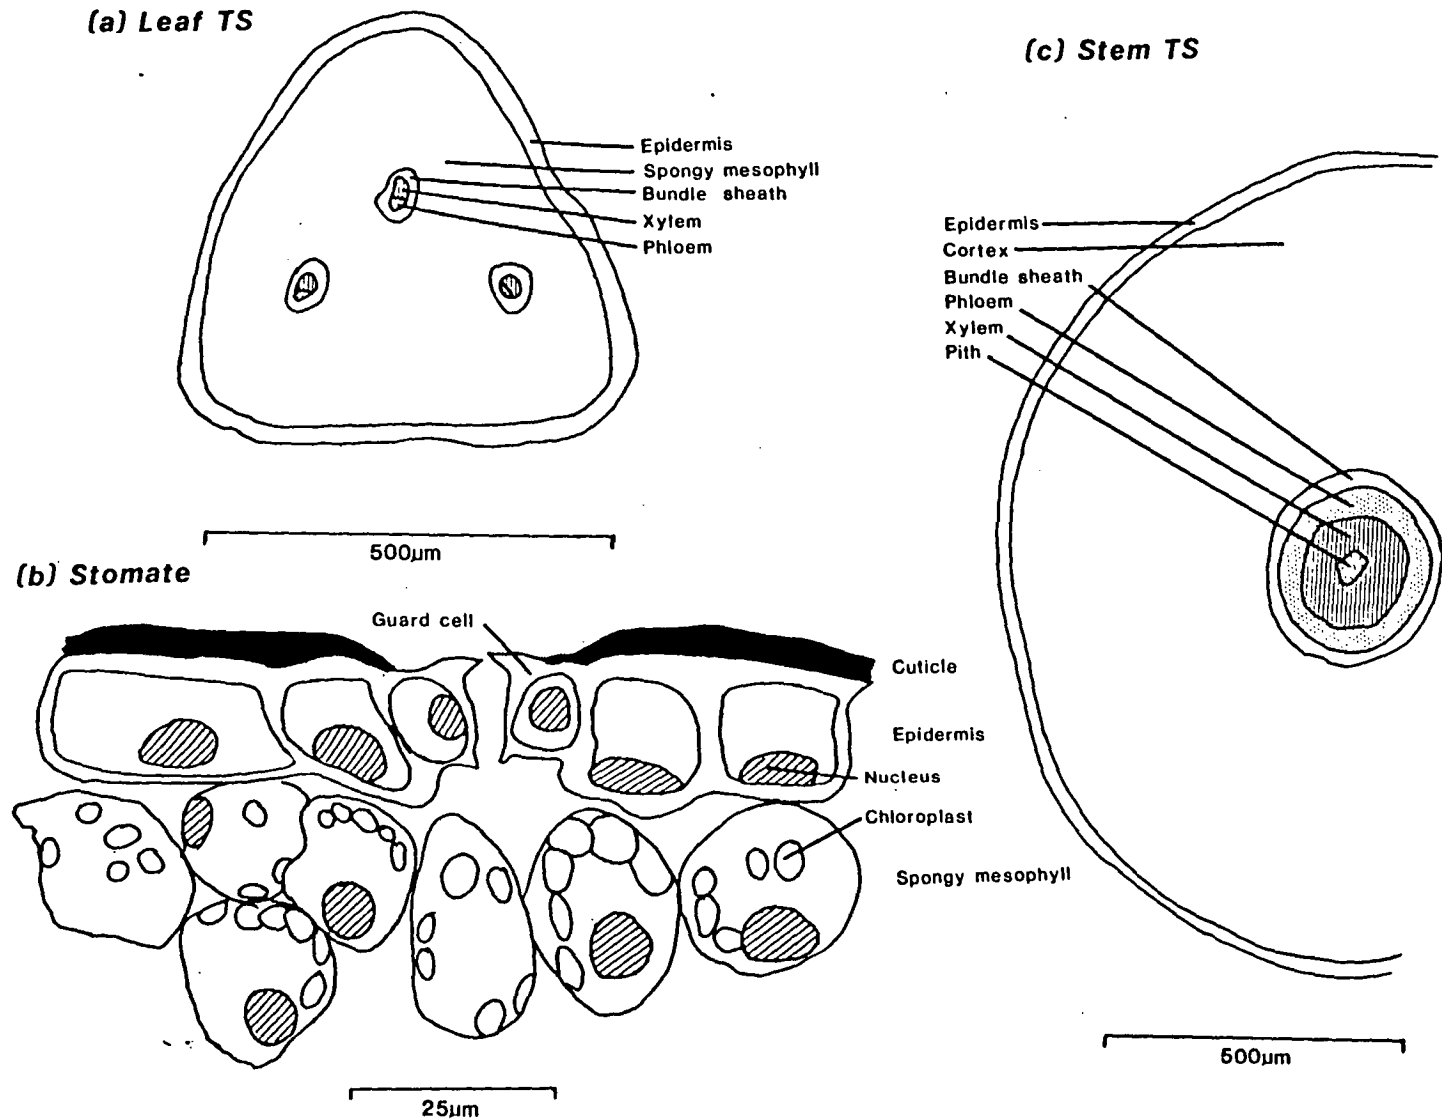 (a) Leaf TS
Epidermis
Spongy mesophyll
Bundle sheath
Xylem
Phloem
500µm
(b) Stomate
Guard cell
Cuticle
Epidermis
Nucleus
Chloroplast
Spongy mesophyll
25µm
(c) Stem TS
Epidermis
Cortex
Bundle sheath
Phloem
Xylem
Pith
500µm